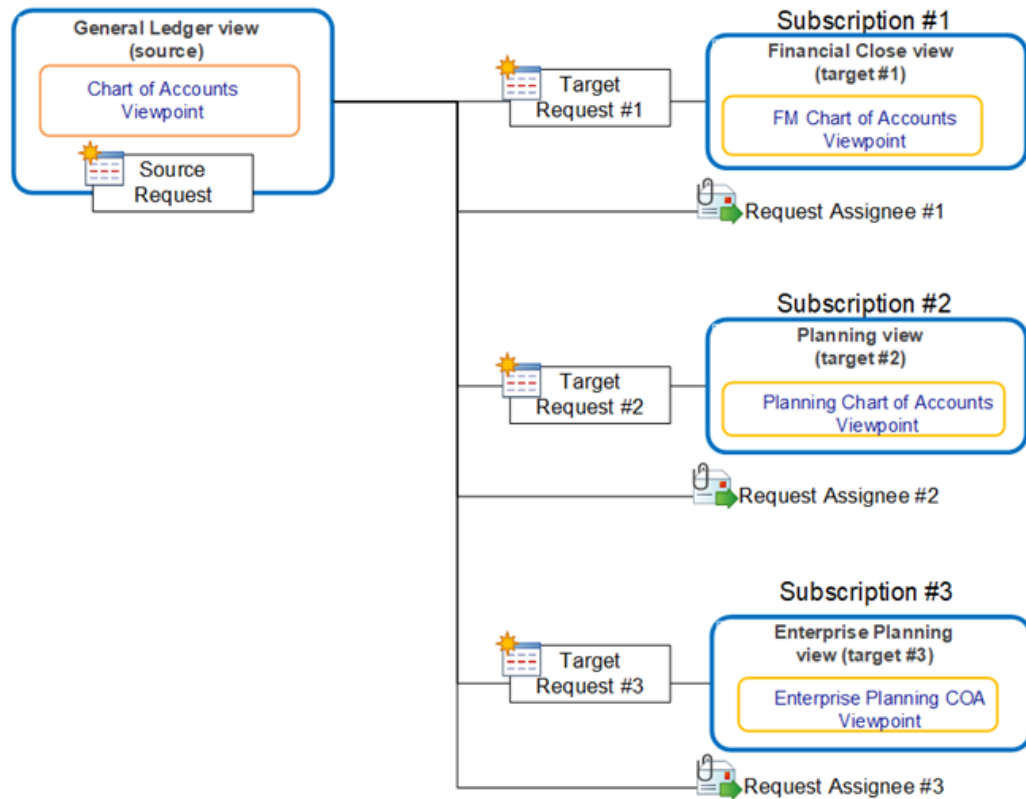 General Ledger view
(source)
Chart of Accounts
Viewpoint
Source
Request
Subscription #1
Financial Close view
(target #1)
Target
Request #1
FM Chart of Accounts
Viewpoint
Request Assignee #1
Subscription #2
Planning view
(target #2)
Target
Request #2
Planning Chart of Accounts
Viewpoint
Request Assignee #2
Subscription #3
Enterprise Planning
view (target #3)
Target
Request #3
Enterprise Planning COA
Viewpoint
Request Assignee #3